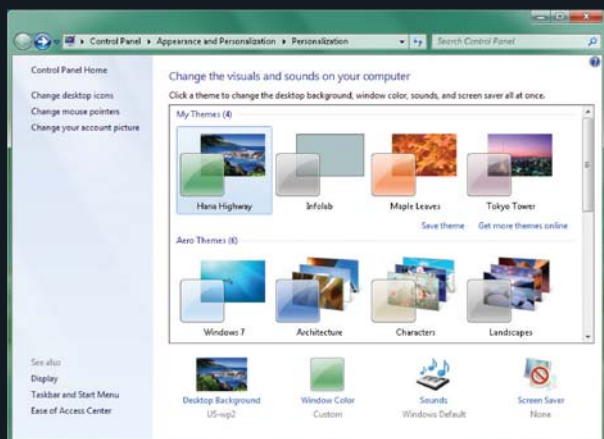 Control Panel ▸ Appearance and Personalization ▸ Personalization
Search Control Panel
Control Panel Home
Change desktop icons
Change mouse pointers
Change your account picture
Change the visuals and sounds on your computer
Click a theme to change the desktop background, window color, sounds, and screen saver all at once.
My Themes (4)
Hana Highway
Infolab
Maple Leaves
Tokyo Tower
Save theme
Get more themes online
Aero Themes (6)
Windows 7
Architecture
Characters
Landscapes
See also
Display
Taskbar and Start Menu
Ease of Access Center
Desktop Background
US-wp2
Window Color
Custom
Sounds
Windows Default
Screen Saver
None